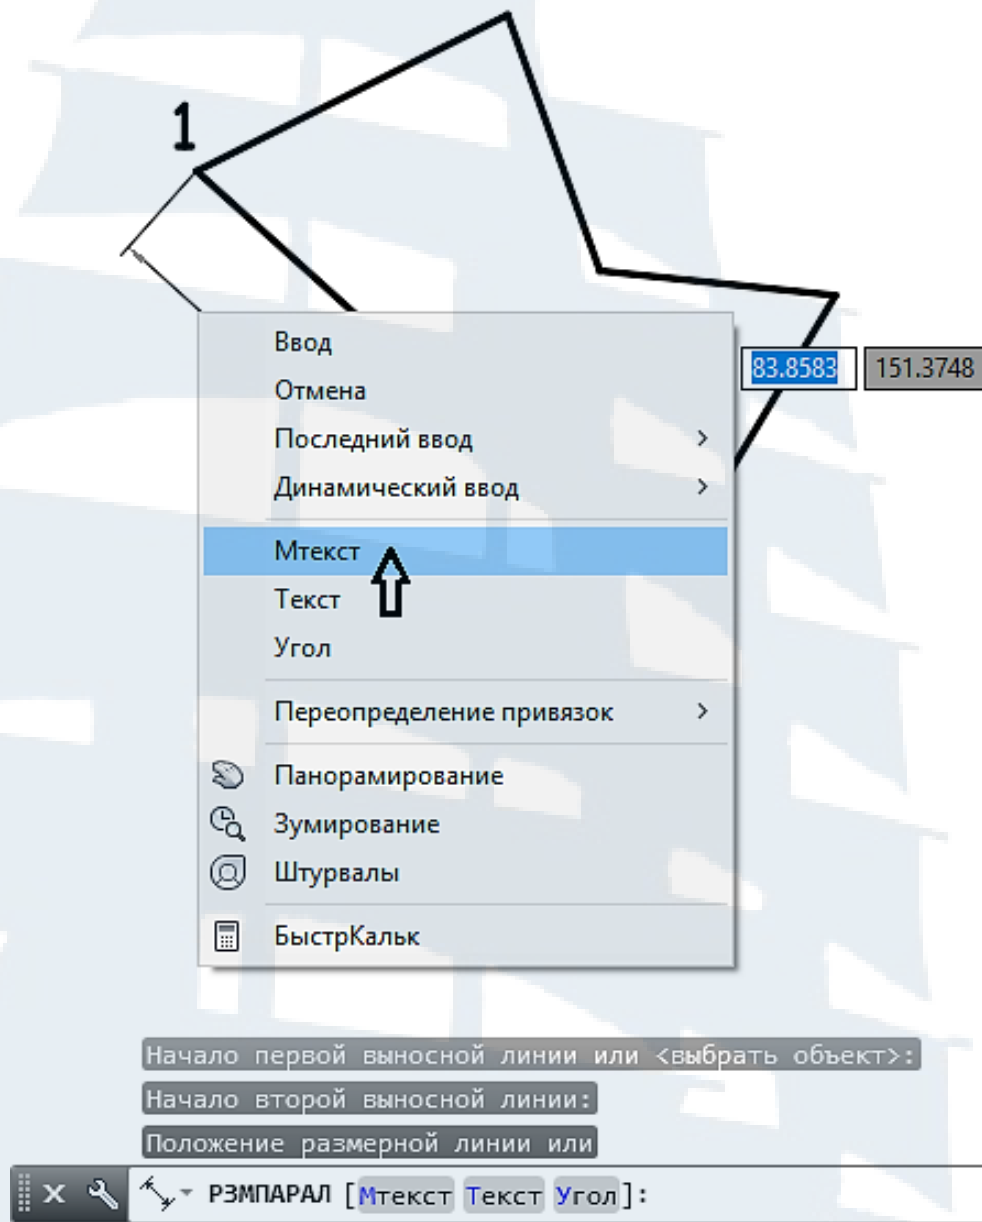 1
Ввод
83.8583 151.3748
Отмена
Последний ввод
Динамический ввод
Мтекст
Текст
Угол
Переопределение привязок
Панорамирование
Зумирование
Штурвалы
БыстрКальк
Начало первой выносной линии или <выбрать объект>:
Начало второй выносной линии:
Положение размерной линии или
РЗМПАРАЛ [Мтекст Текст Угол]: